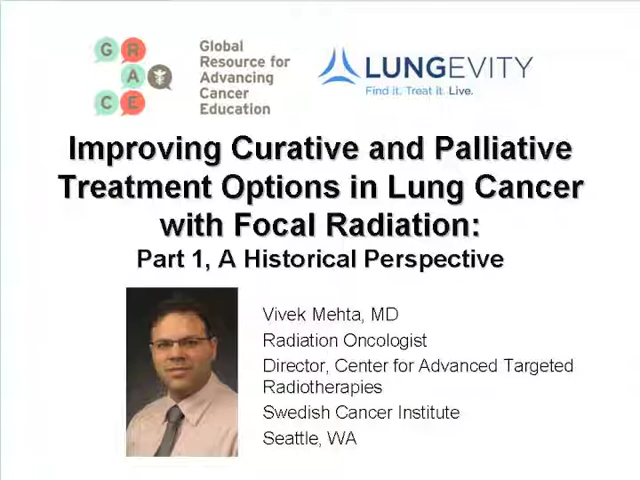 G R A C E
Global
Resource for
Advancing
Cancer
Education
LUNGEVITY
Find it. Treat it. Live.
Improving Curative and Palliative
Treatment Options in Lung Cancer
with Focal Radiation:
Part 1, A Historical Perspective
Vivek Mehta, MD
Radiation Oncologist
Director, Center for Advanced Targeted
Radiotherapies
Swedish Cancer Institute
Seattle, WA